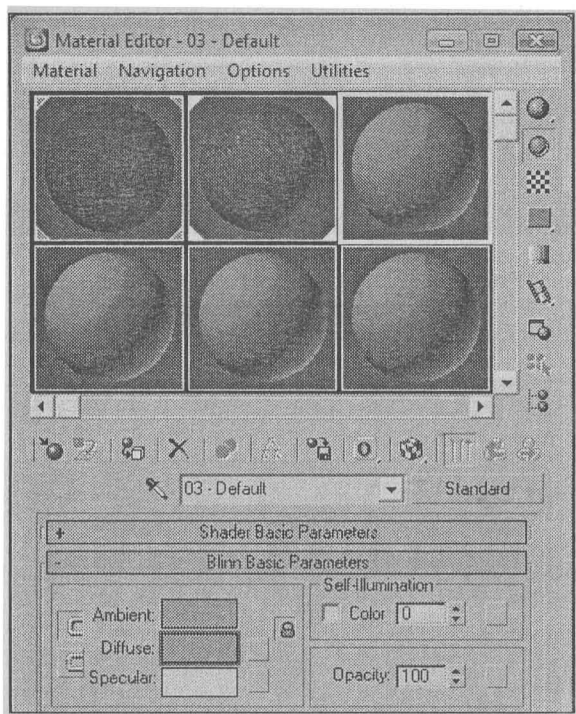 Material Editor - 03 - Default
Material Navigation Options Utilities
03 - Default
Standard
+ Shader Basic Parameters
- Blinn Basic Parameters
Self-Illumination
Ambient:
Color 0
Diffuse:
Specular:
Opacity: 100